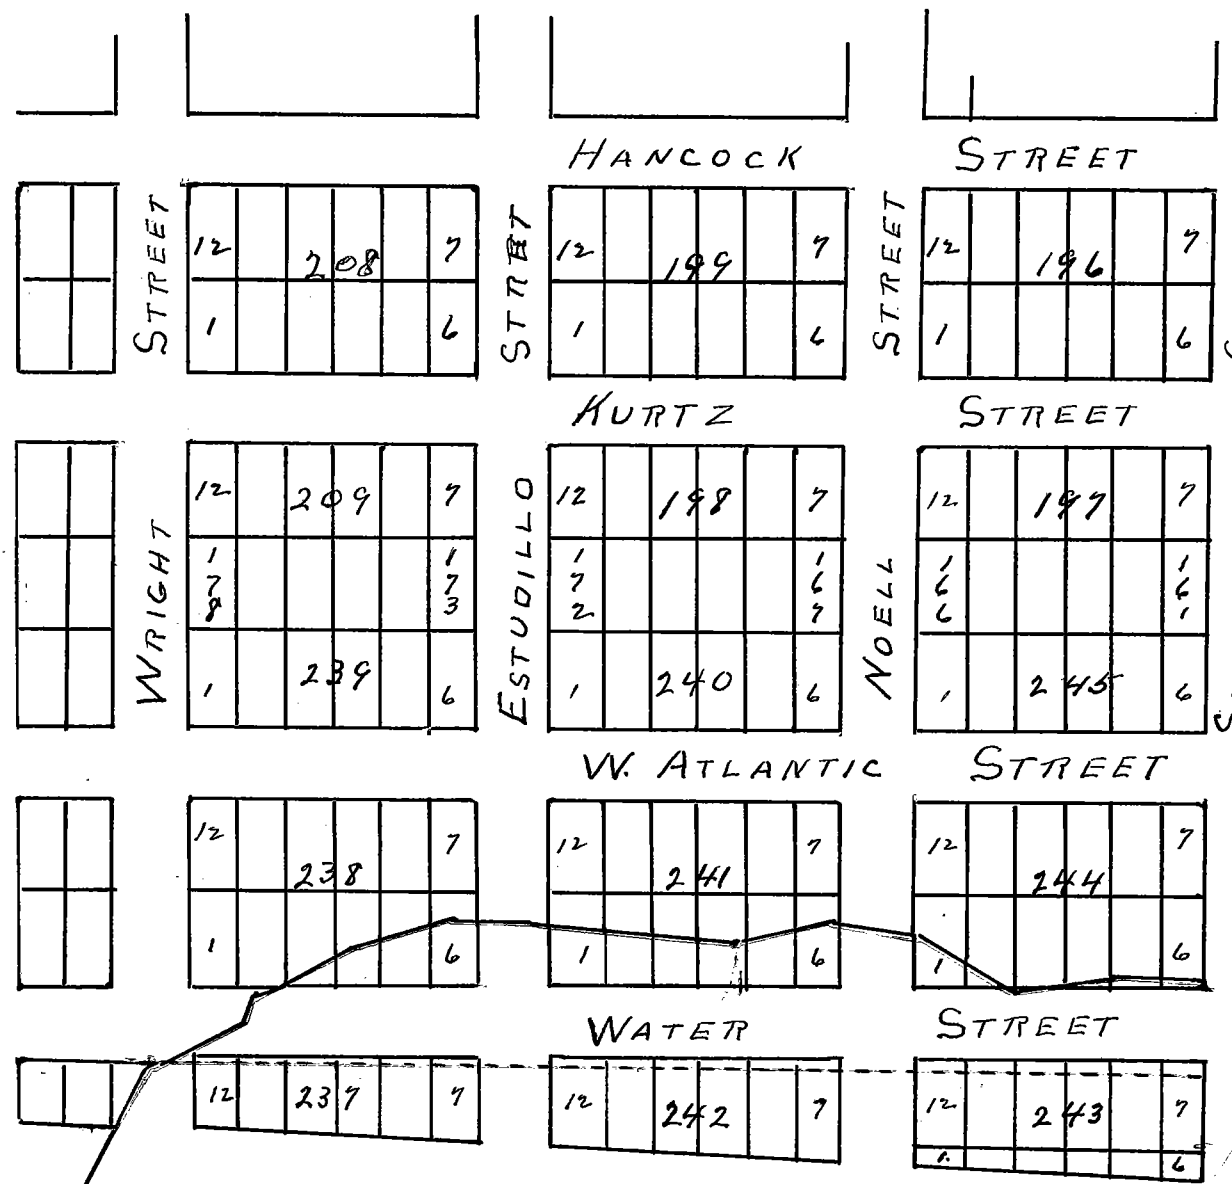 HANCOCK STREET
STREET STREET STREET
12 7 12 7 12 7
208 199 196
1 6 1 6 1 6
KURTZ STREET
WRIGHT ESTUDILLO NOELL
12 209 7 12 198 7 12 197 7
1 1 1 1 1 1
7 7 7 6 6 6
8 3 2 7 6 1
239 240 245
1 6 1 6 1 6
W. ATLANTIC STREET
12 7 12 7 12 7
238 241 244
1 6 1 6 1 6
WATER STREET
12 237 7 12 242 7 12 243 7
1 6